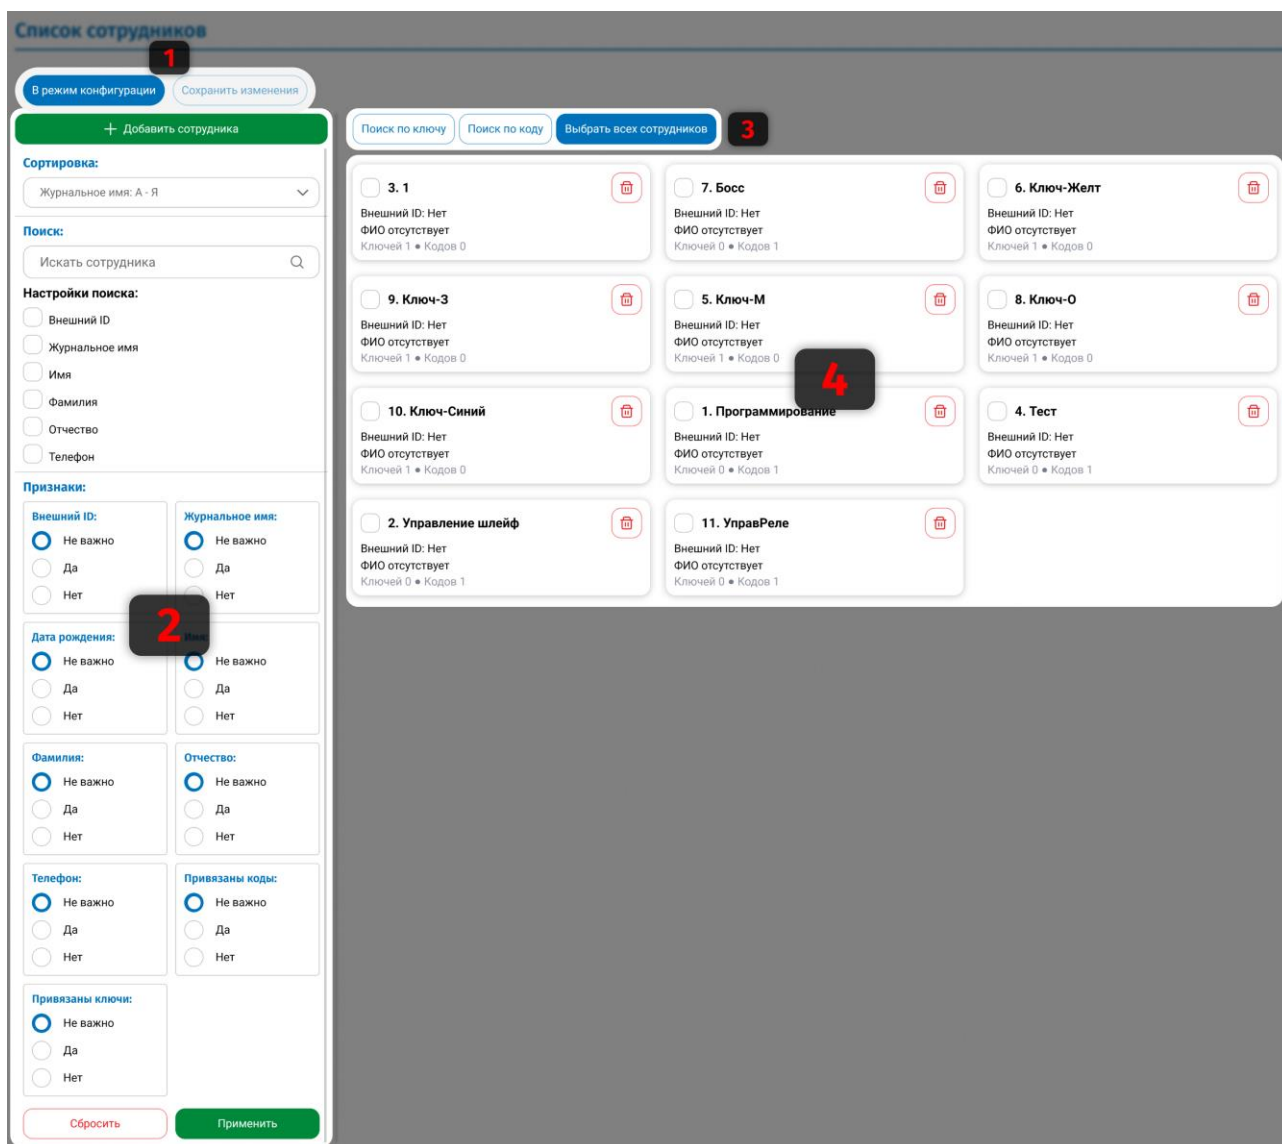 Список сотрудников
1
В режим конфигурации
Сохранить изменения
+ Добавить сотрудника
Сортировка:
Журнальное имя: А - Я
Поиск:
Искать сотрудника
Настройки поиска:
Внешний ID
Журнальное имя
Имя
Фамилия
Отчество
Телефон
Признаки:
Внешний ID:
Не важно
Да
Нет
Журнальное имя:
Не важно
Да
Нет
2
Дата рождения:
Не важно
Да
Нет
Имя:
Не важно
Да
Нет
Фамилия:
Не важно
Да
Нет
Отчество:
Не важно
Да
Нет
Телефон:
Не важно
Да
Нет
Привязаны коды:
Не важно
Да
Нет
Привязаны ключи:
Не важно
Да
Нет
Сбросить
Применить
Поиск по ключу
Поиск по коду
Выбрать всех сотрудников
3
3. 1
Внешний ID: Нет
ФИО отсутствует
Ключей 1 ● Кодов 0
7. Босс
Внешний ID: Нет
ФИО отсутствует
Ключей 0 ● Кодов 1
6. Ключ-Желт
Внешний ID: Нет
ФИО отсутствует
Ключей 1 ● Кодов 0
9. Ключ-З
Внешний ID: Нет
ФИО отсутствует
Ключей 1 ● Кодов 0
5. Ключ-М
Внешний ID: Нет
ФИО отсутствует
Ключей 1 ● Кодов 0
8. Ключ-О
Внешний ID: Нет
ФИО отсутствует
Ключей 1 ● Кодов 0
4
10. Ключ-Синий
Внешний ID: Нет
ФИО отсутствует
Ключей 1 ● Кодов 0
1. Программирование
Внешний ID: Нет
ФИО отсутствует
Ключей 0 ● Кодов 1
4. Тест
Внешний ID: Нет
ФИО отсутствует
Ключей 0 ● Кодов 1
2. Управление шлейф
Внешний ID: Нет
ФИО отсутствует
Ключей 0 ● Кодов 1
11. УправРеле
Внешний ID: Нет
ФИО отсутствует
Ключей 0 ● Кодов 1